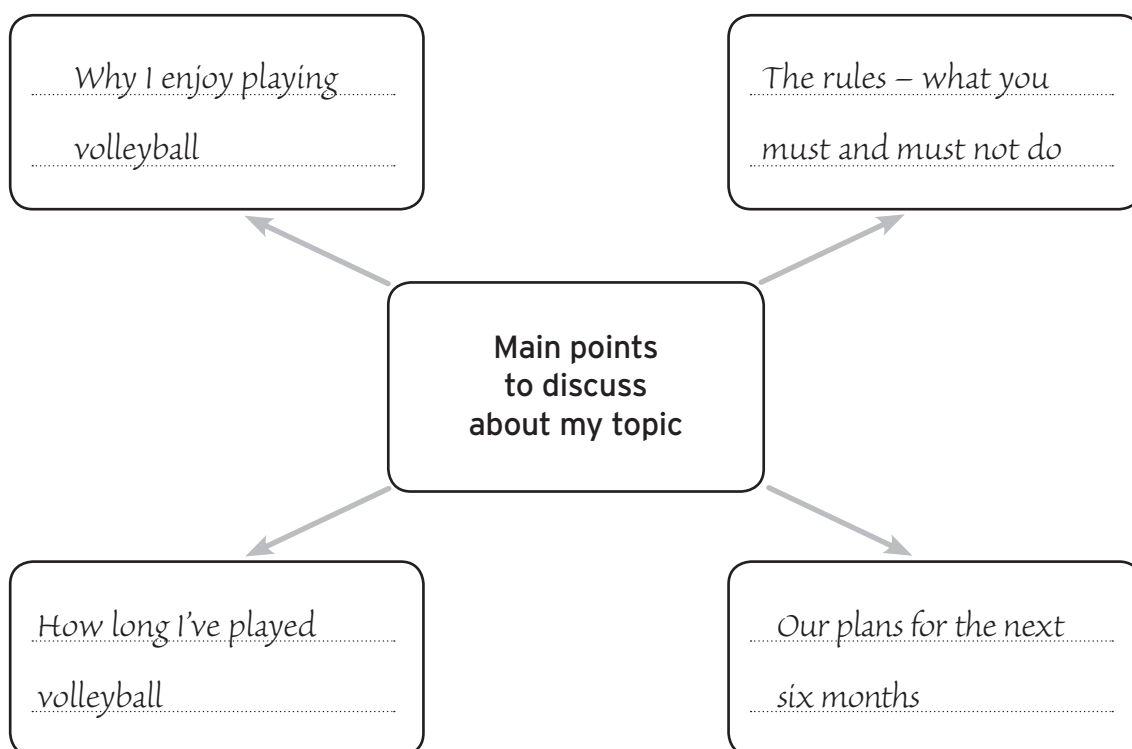 Why I enjoy playing
volleyball
The rules – what you
must and must not do
Main points
to discuss
about my topic
How long I've played
volleyball
Our plans for the next
six months